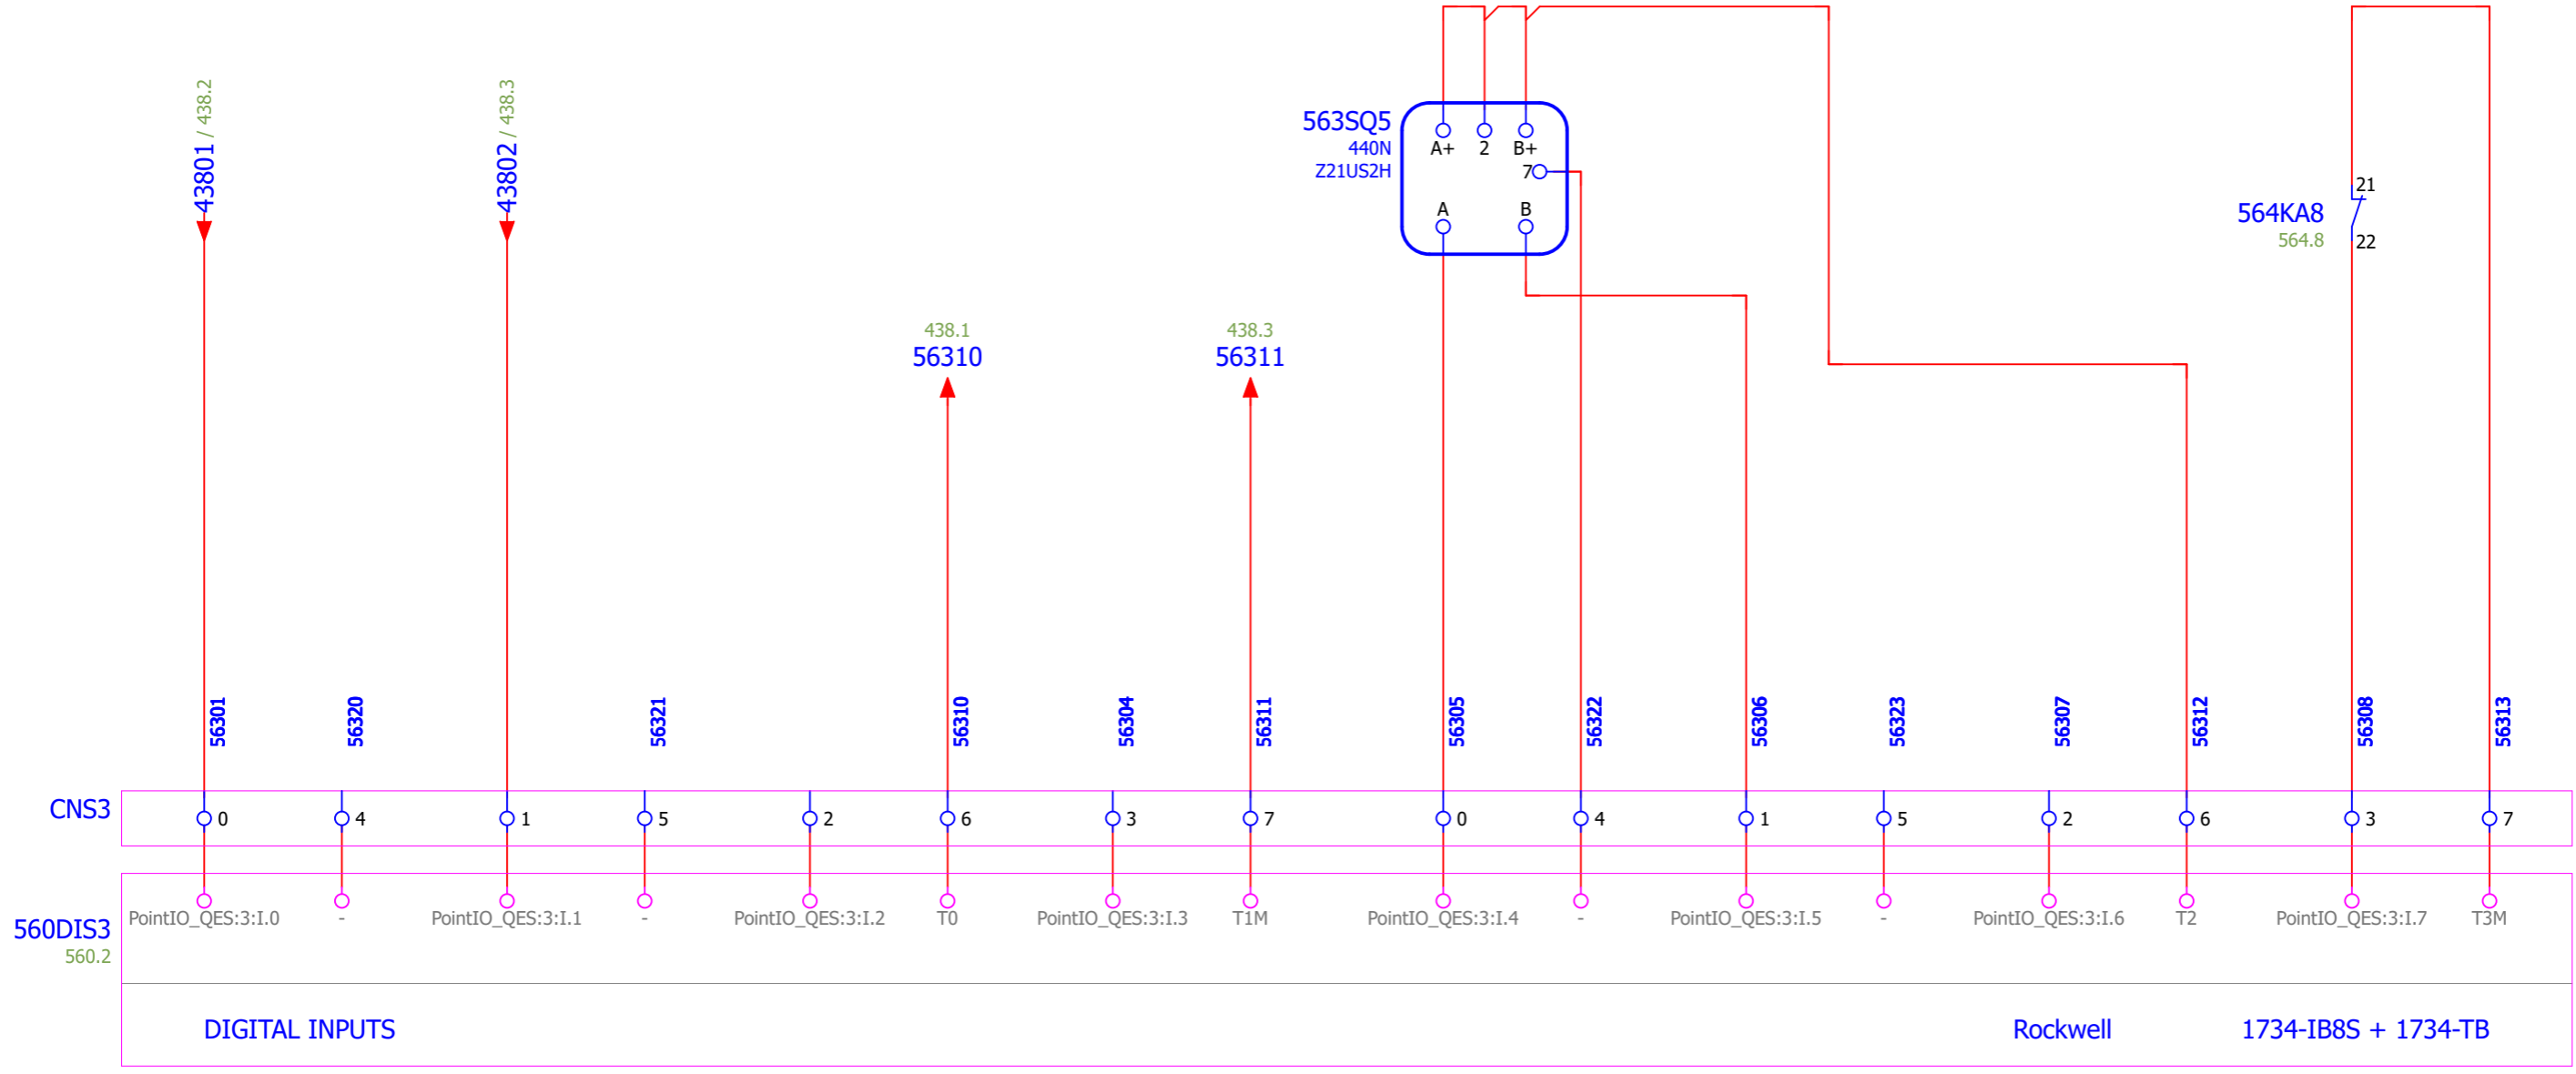 43801 / 438.2
43802 / 438.3
563SQ5
440N
Z21US2H
A+ 2 B+
7
A B
21
564KA8
564.8
22
438.1
56310
438.3
56311
56301 56320 56321 56310 56304 56311 56305 56322 56306 56323 56307 56312 56308 56313
CNS3
0 4 1 5 2 6 3 7 0 4 1 5 2 6 3 7
560DIS3
560.2
PointIO_QES:3:I.0 - PointIO_QES:3:I.1 - PointIO_QES:3:I.2 T0 PointIO_QES:3:I.3 T1M PointIO_QES:3:I.4 - PointIO_QES:3:I.5 - PointIO_QES:3:I.6 T2 PointIO_QES:3:I.7 T3M
DIGITAL INPUTS
Rockwell
1734-IB8S + 1734-TB